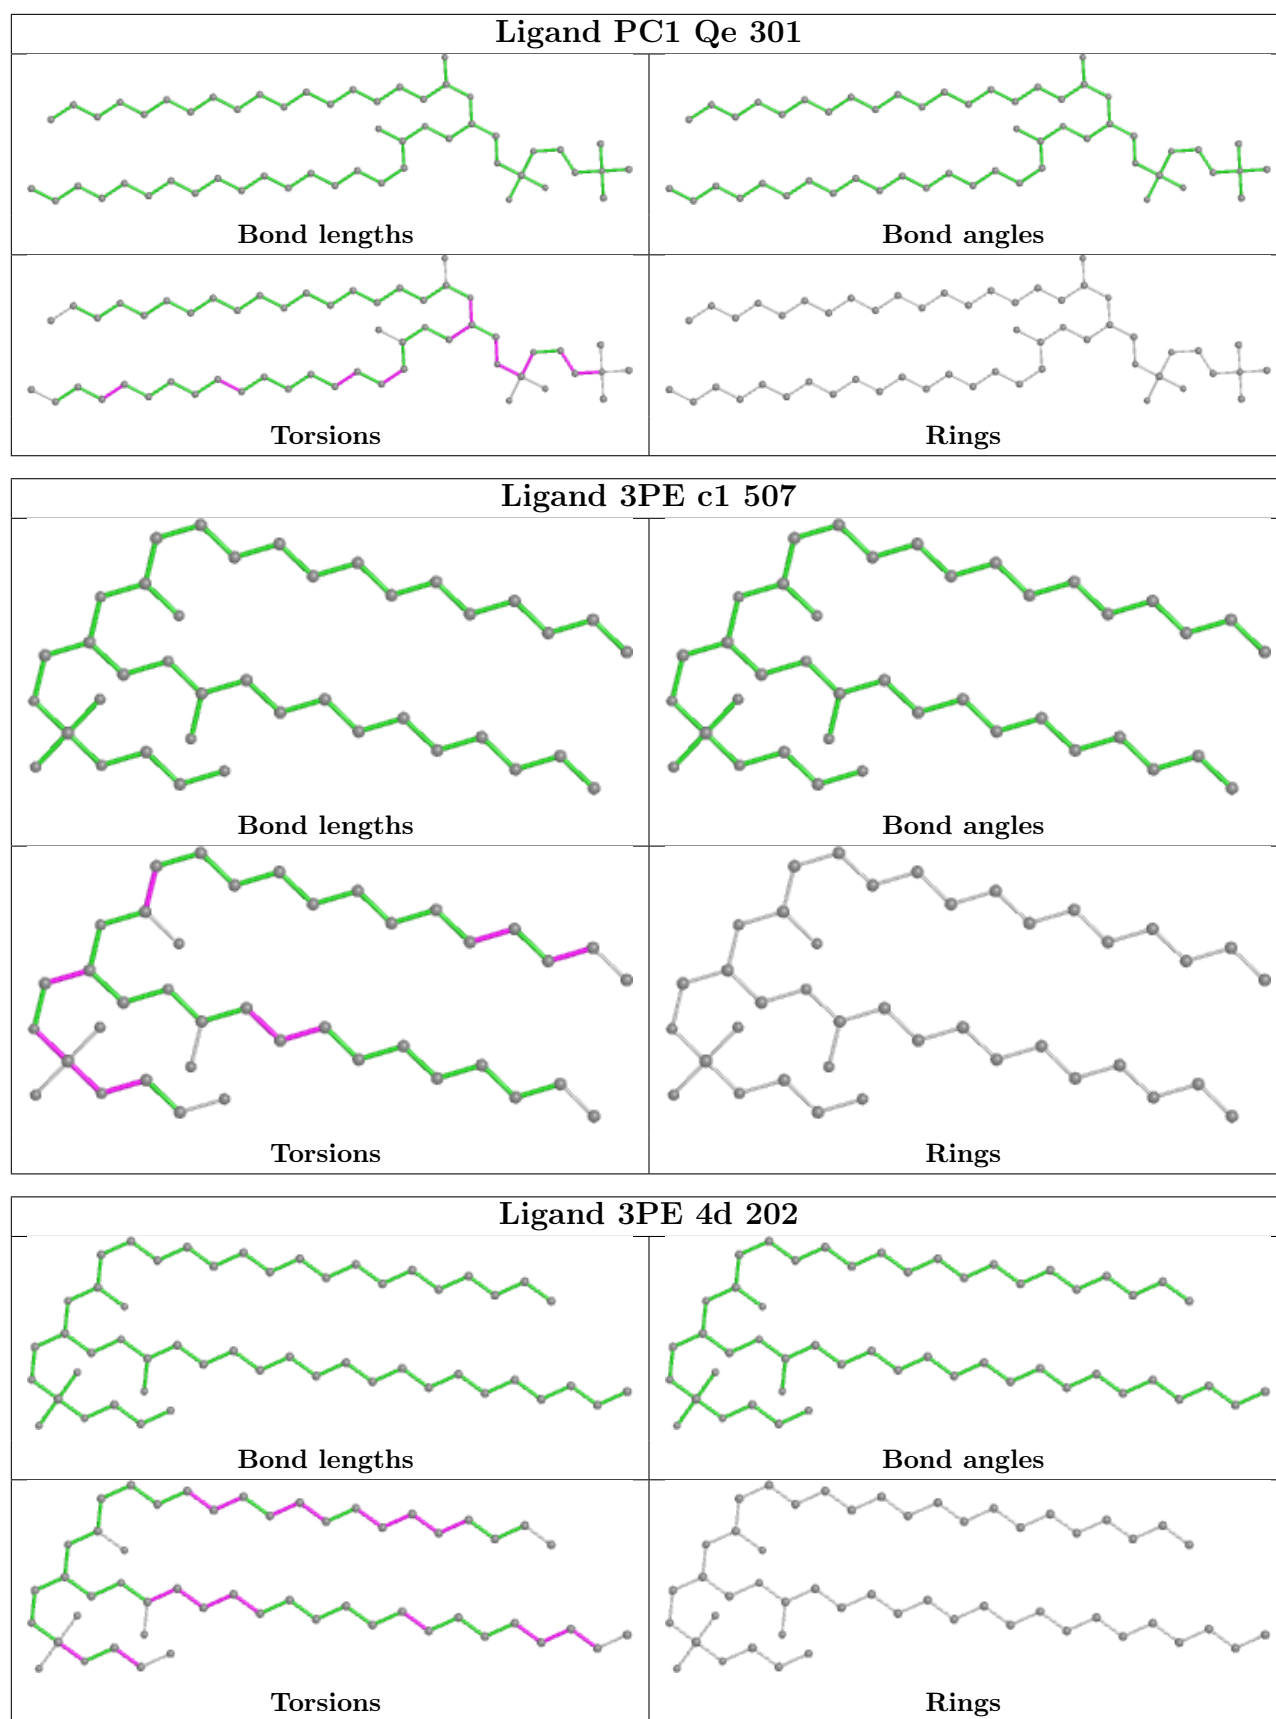 Ligand PC1 Qe 301
Bond lengths
Bond angles
Torsions
Rings
Ligand 3PE c1 507
Bond lengths
Bond angles
Torsions
Rings
Ligand 3PE 4d 202
Bond lengths
Bond angles
Torsions
Rings